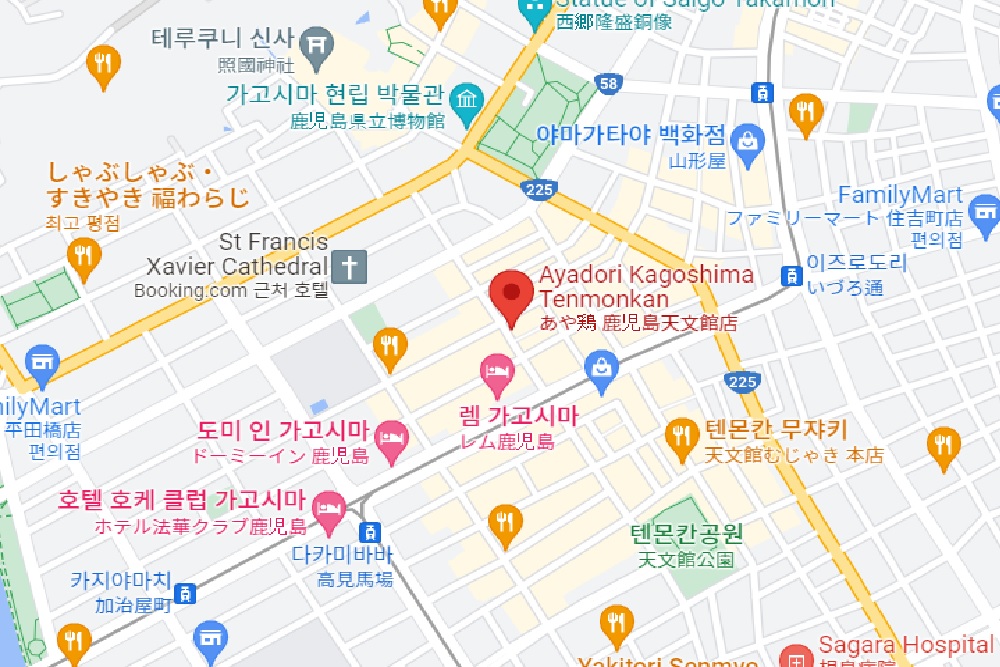 Statue of Saigo Takamori
西郷隆盛銅像
테루쿠니 신사
照國神社
58
가고시마 현립 박물관
鹿児島県立博物館
야마가타야 백화점
山形屋
しゃぶしゃぶ・
すきやき 福わらじ
최고 평점
225
FamilyMart
ファミリーマート 住吉町店
편의점
St Francis
Xavier Cathedral
Booking.com 근처 호텔
이즈로도리
いづろ通
Ayadori Kagoshima
Tenmonkan
あや鶏 鹿児島天文館店
225
ilyMart
平田橋店
편의점
렘 가고시마
レム鹿児島
도미 인 가고시마
ドーミーイン 鹿児島
텐몬칸 무쟈키
天文館むじゃき 本店
호텔 호케 클럽 가고시마
ホテル法華クラブ鹿児島
텐몬칸공원
天文館公園
다카미바바
高見馬場
카지야마치
加治屋町
Sagara Hospital
相良病院
Yakitori Senmyo